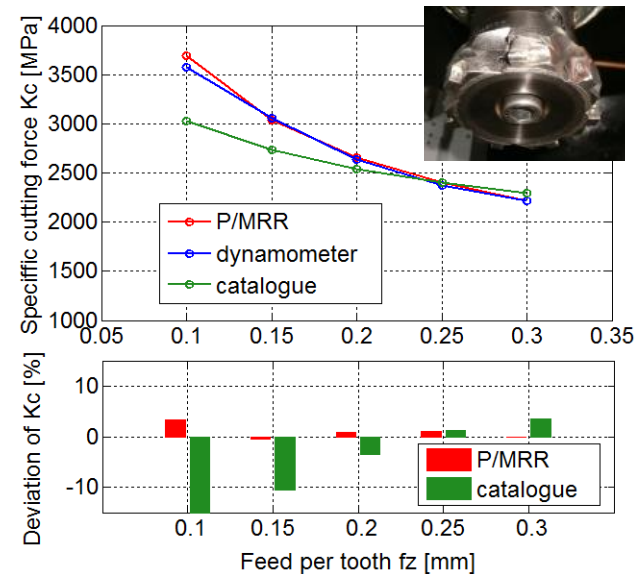 Speciffic cutting force Kc [MPa]
4000
3500
3000
2500
2000
1500
1000
P/MRR
dynamometer
catalogue
0.05 0.1 0.15 0.2 0.25 0.3 0.35
Deviation of Kc [%]
10
0
-10
P/MRR
catalogue
0.1 0.15 0.2 0.25 0.3
Feed per tooth fz [mm]